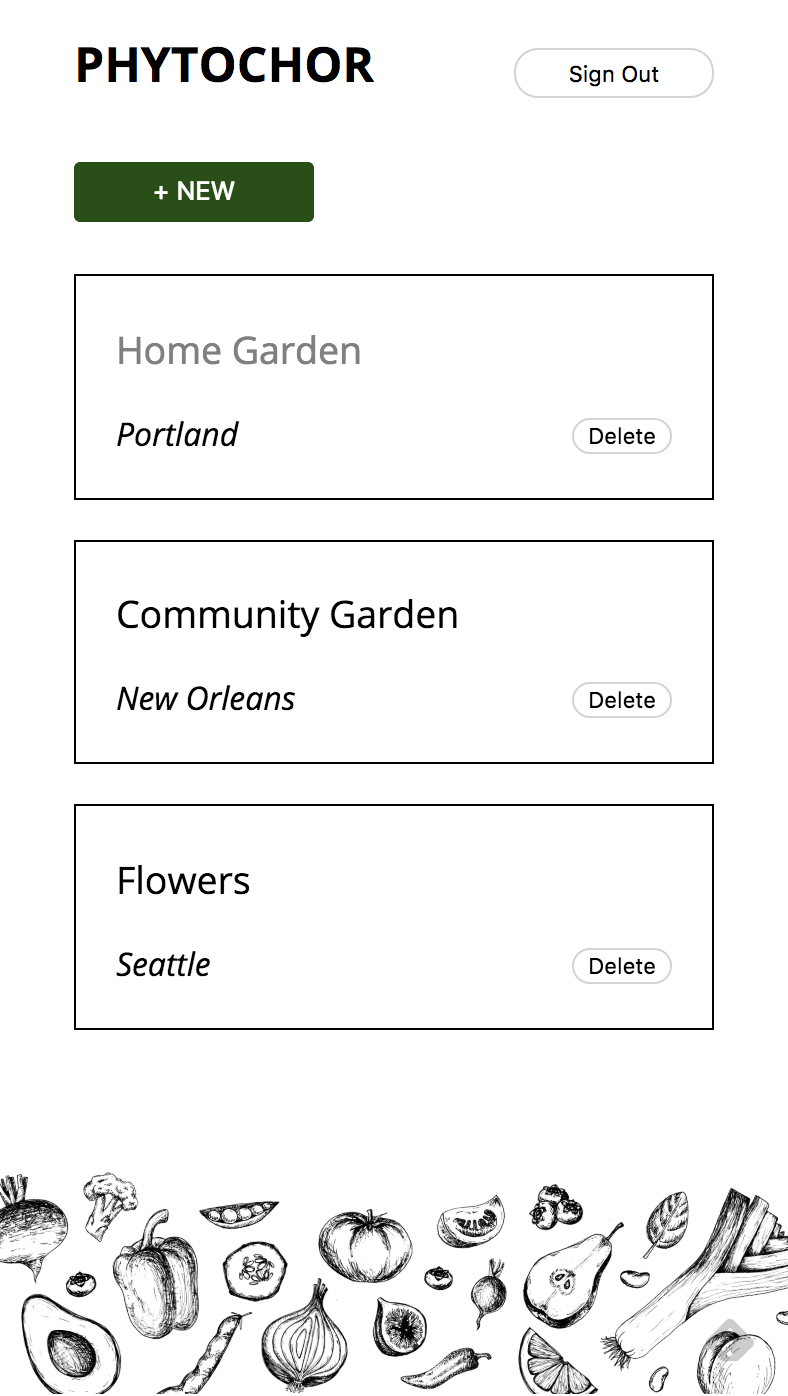 PHYTOCHOR
Sign Out
+ NEW
Home Garden
Portland
Delete
Community Garden
New Orleans
Delete
Flowers
Seattle
Delete